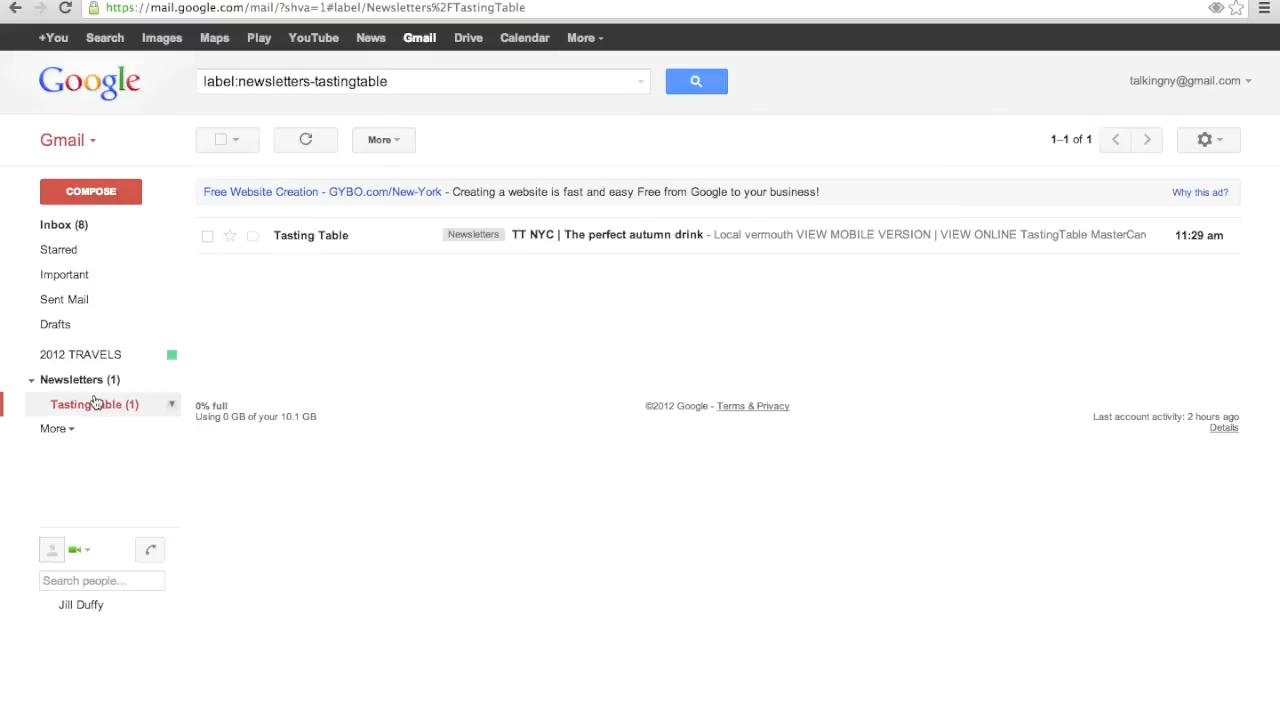 https://mail.google.com/mail/?shva=1#label/Newsletters%2FTastingTable
+You Search Images Maps Play YouTube News Gmail Drive Calendar More
Google
label:newsletters-tastingtable
talkingny@gmail.com
Gmail
More
1–1 of 1
COMPOSE
Free Website Creation - GYBO.com/New-York - Creating a website is fast and easy Free from Google to your business!
Why this ad?
Inbox (8)
Tasting Table
Newsletters
TT NYC | The perfect autumn drink - Local vermouth VIEW MOBILE VERSION | VIEW ONLINE TastingTable MasterCar
11:29 am
Starred
Important
Sent Mail
Drafts
2012 TRAVELS
Newsletters (1)
(1)
More
0% full
Using 0 GB of your 10.1 GB
©2012 Google - Terms & Privacy
Last account activity: 2 hours ago
Details
Search people...
Jill Duffy